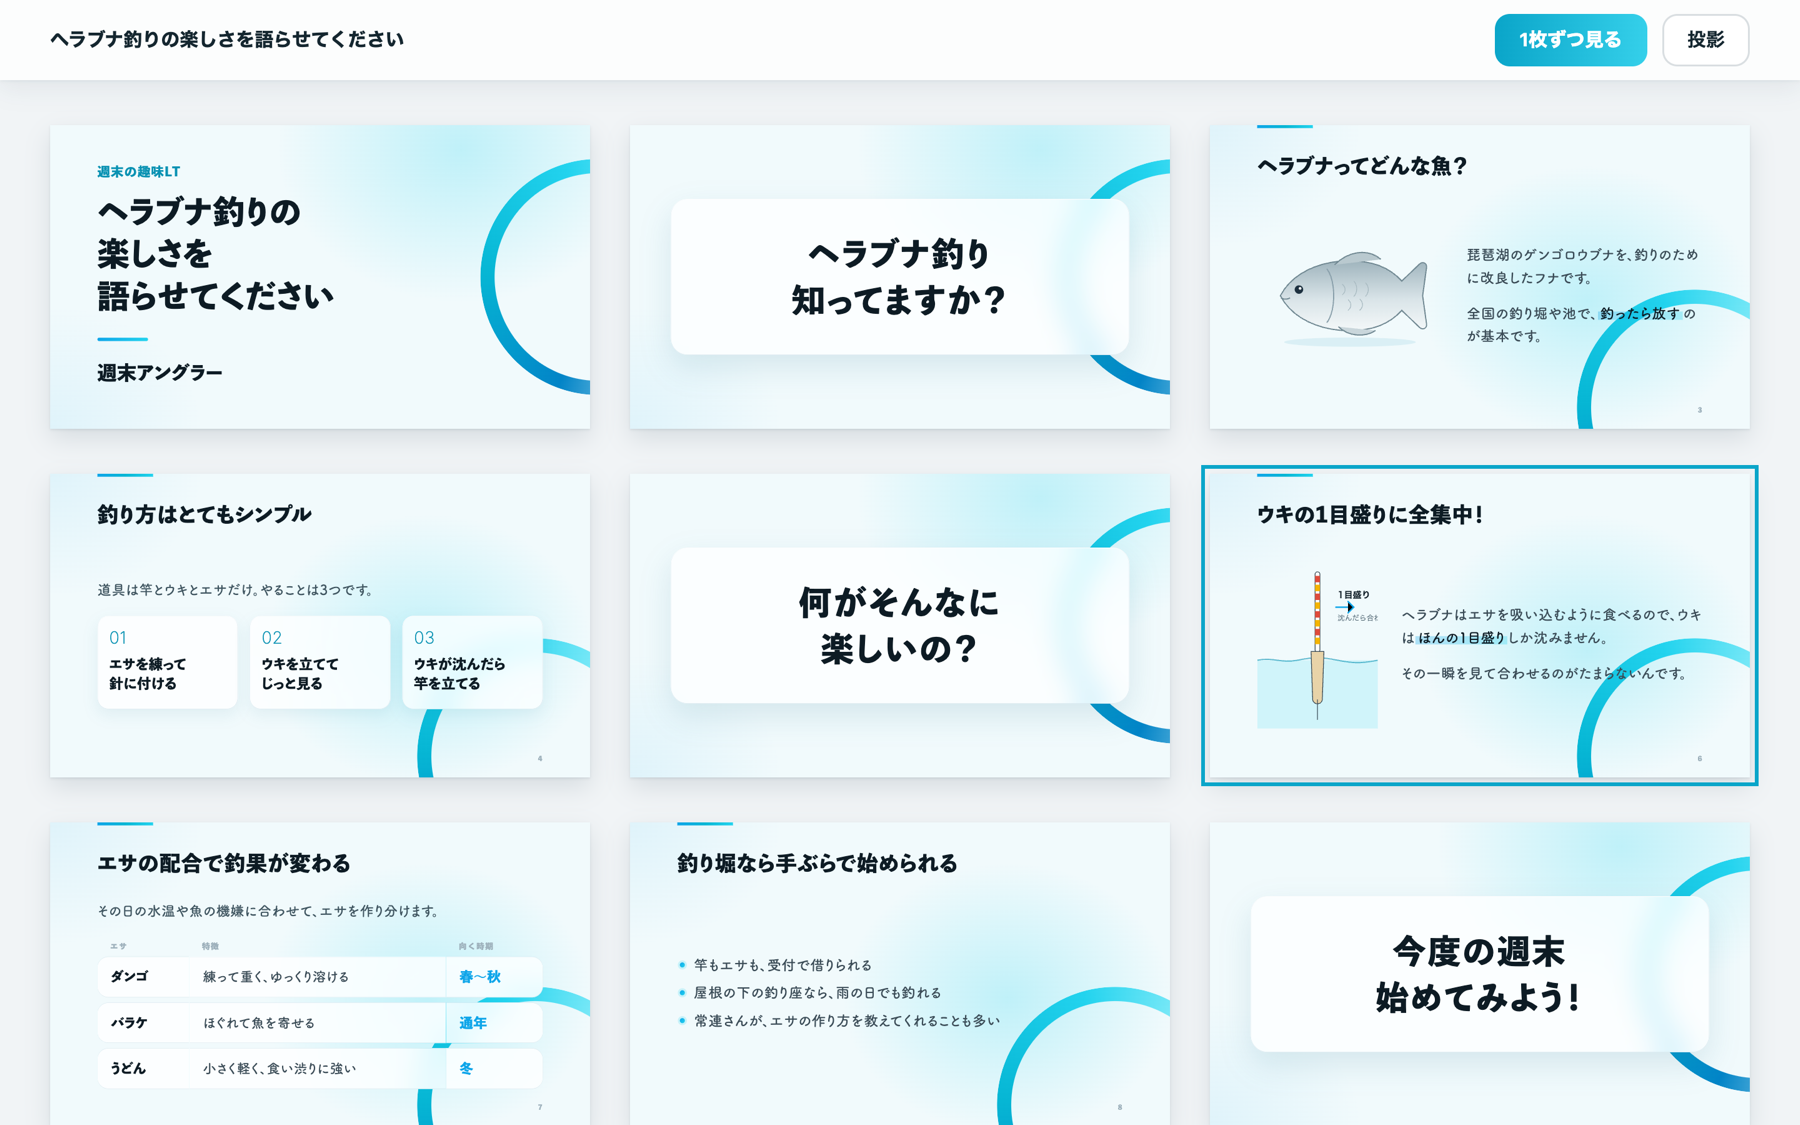 ヘラブナ釣りの楽しさを語らせてください
1枚ずつ見る
投影
週末の趣味LT
ヘラブナ釣りの
楽しさを
語らせてください
週末アングラー
ヘラブナ釣り
知ってますか？
ヘラブナってどんな魚？
琵琶湖のゲンゴロウブナを、釣りのため
に改良したフナです。
全国の釣り堀や池で、釣ったら放すの
が基本です。
3
釣り方はとてもシンプル
道具は竿とウキとエサだけ。やることは3つです。
01
エサを練って
針に付ける
02
ウキを立てて
じっと見る
03
ウキが沈んだら
竿を立てる
4
何がそんなに
楽しいの？
ウキの1目盛りに全集中！
1目盛り
沈んだら合
ヘラブナはエサを吸い込むように食べるので、ウキ
はほんの1目盛りしか沈みません。
その一瞬を見て合わせるのがたまらないんです。
6
エサの配合で釣果が変わる
その日の水温や魚の機嫌に合わせて、エサを作り分けます。
エサ 特徴 向く時期
ダンゴ 練って重く、ゆっくり溶ける 春〜秋
バラケ ほぐれて魚を寄せる 通年
うどん 小さく軽く、食い渋りに強い 冬
7
釣り堀なら手ぶらで始められる
竿もエサも、受付で借りられる
屋根の下の釣り座なら、雨の日でも釣れる
常連さんが、エサの作り方を教えてくれることも多い
8
今度の週末
始めてみよう！